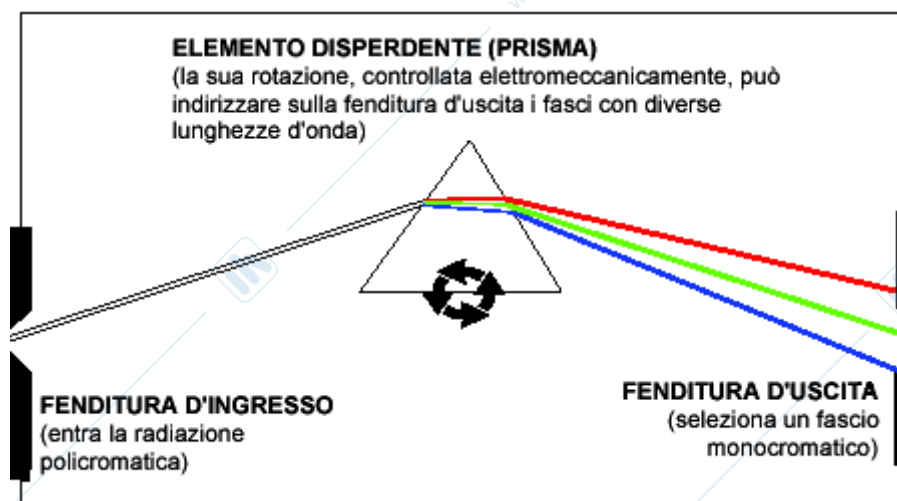 ELEMENTO DISPERDENTE (PRISMA)
(la sua rotazione, controllata elettromeccanicamente, può
indirizzare sulla fenditura d'uscita i fasci con diverse
lunghezze d'onda)
FENDITURA D'INGRESSO
(entra la radiazione
policromatica)
FENDITURA D'USCITA
(seleziona un fascio
monocromatico)